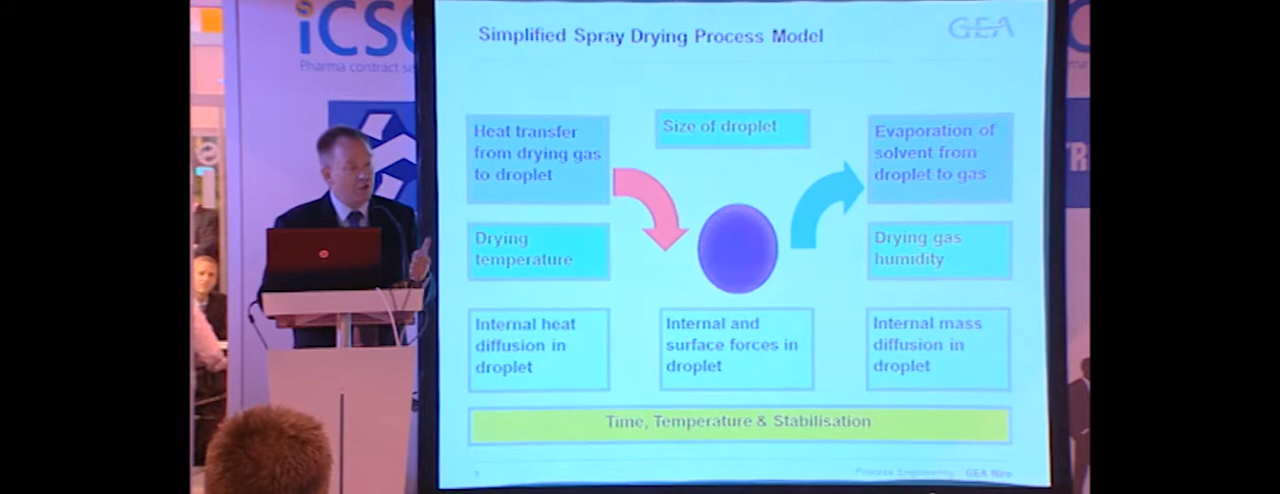 iCSe
Pharma contract se
Simplified Spray Drying Process Model
GEA
Heat transfer
from drying gas
to droplet
Size of droplet
Evaporation of
solvent from
droplet to gas
Drying
temperature
Drying gas
humidity
Internal heat
diffusion in
droplet
Internal and
surface forces in
droplet
Internal mass
diffusion in
droplet
Time, Temperature & Stabilisation
Process Engineering GEA Niro